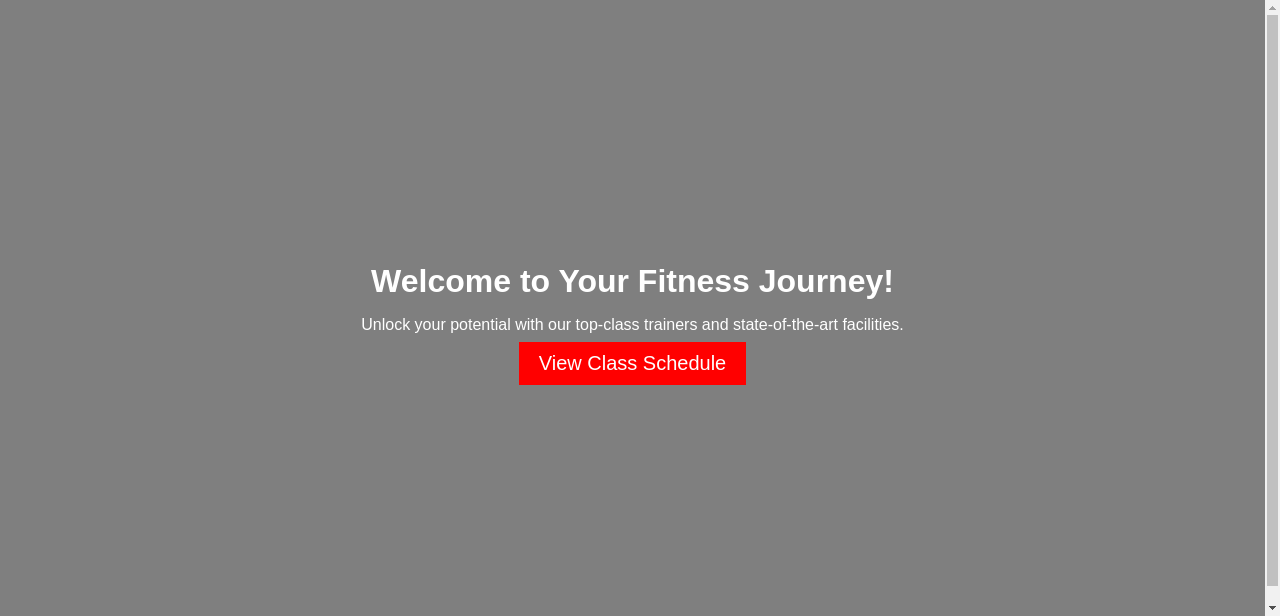 Welcome to Your Fitness Journey!
Unlock your potential with our top-class trainers and state-of-the-art facilities.
View Class Schedule